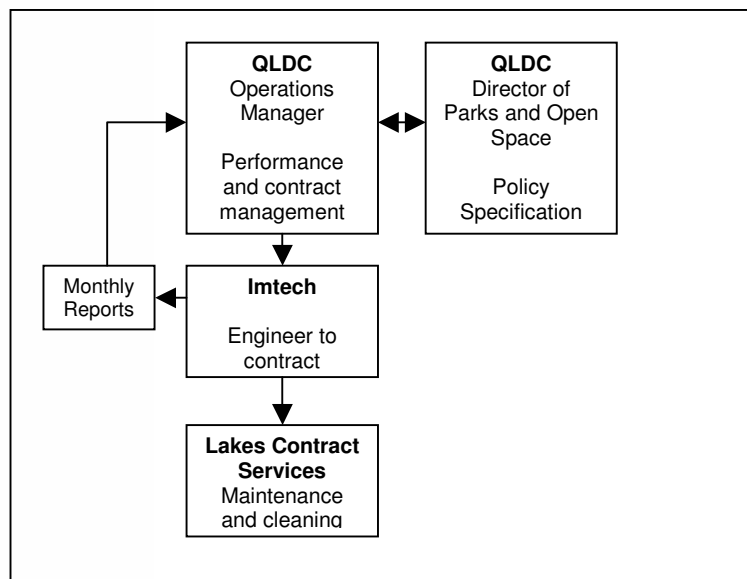 QLDC
Operations
Manager
Performance
and contract
management
QLDC
Director of
Parks and Open
Space
Policy
Specification
Monthly
Reports
Imtech
Engineer to
contract
Lakes Contract
Services
Maintenance
and cleaning